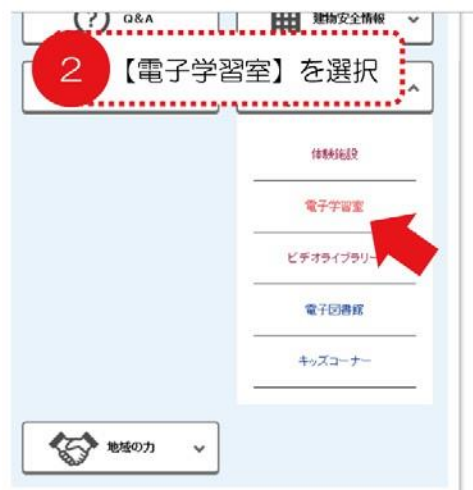 Q&A
建物安全情報
2 【電子学習室】を選択
体験施設
電子学習室
ビデオライブラリー
電子図書館
キッズコーナー
地域の力